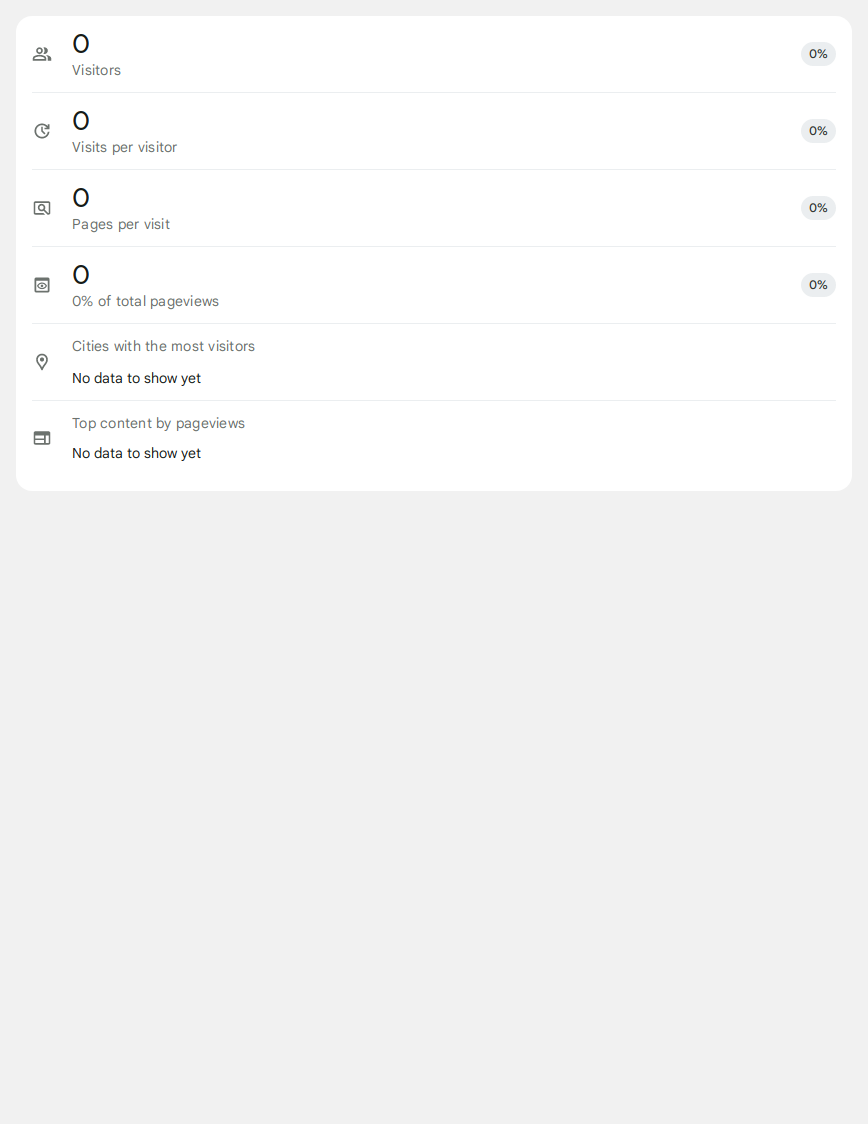 0
Visitors
0%
0
Visits per visitor
0%
0
Pages per visit
0%
0
0% of total pageviews
0%
Cities with the most visitors
No data to show yet
Top content by pageviews
No data to show yet